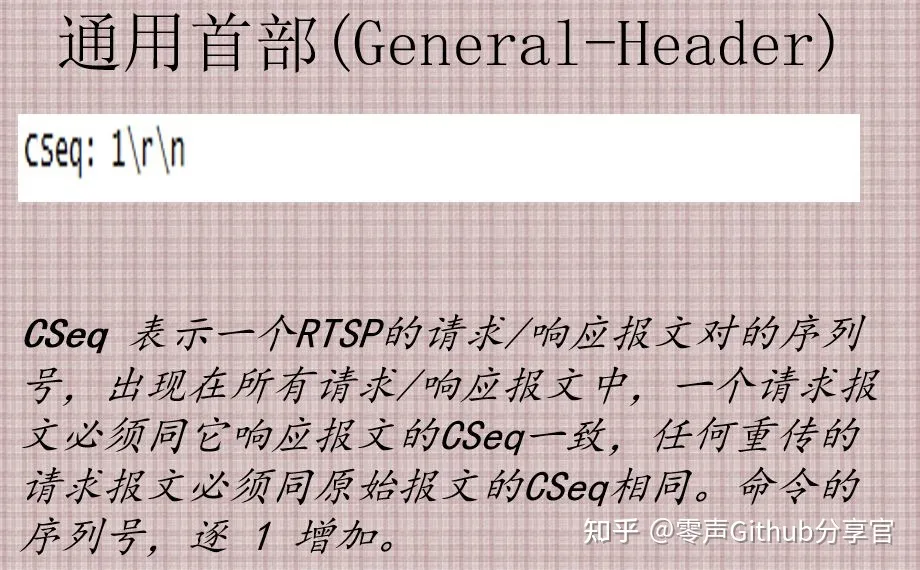 通用首部(General-Header)
CSeq: 1\r\n
CSeq 表示一个RTSP的请求/响应报文对的序列
号，出现在所有请求/响应报文中，一个请求报
文必须同它响应报文的CSeq一致，任何重传的
请求报文必须同原始报文的CSeq相同。命令的
序列号，逐 1 增加。
知乎 @零声Github分享官